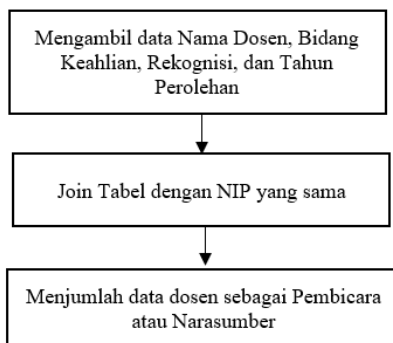 Mengambil data Nama Dosen, Bidang
Keahlian, Rekognisi, dan Tahun
Perolehan
Join Tabel dengan NIP yang sama
Menjumlah data dosen sebagai Pembicara
atau Narasumber